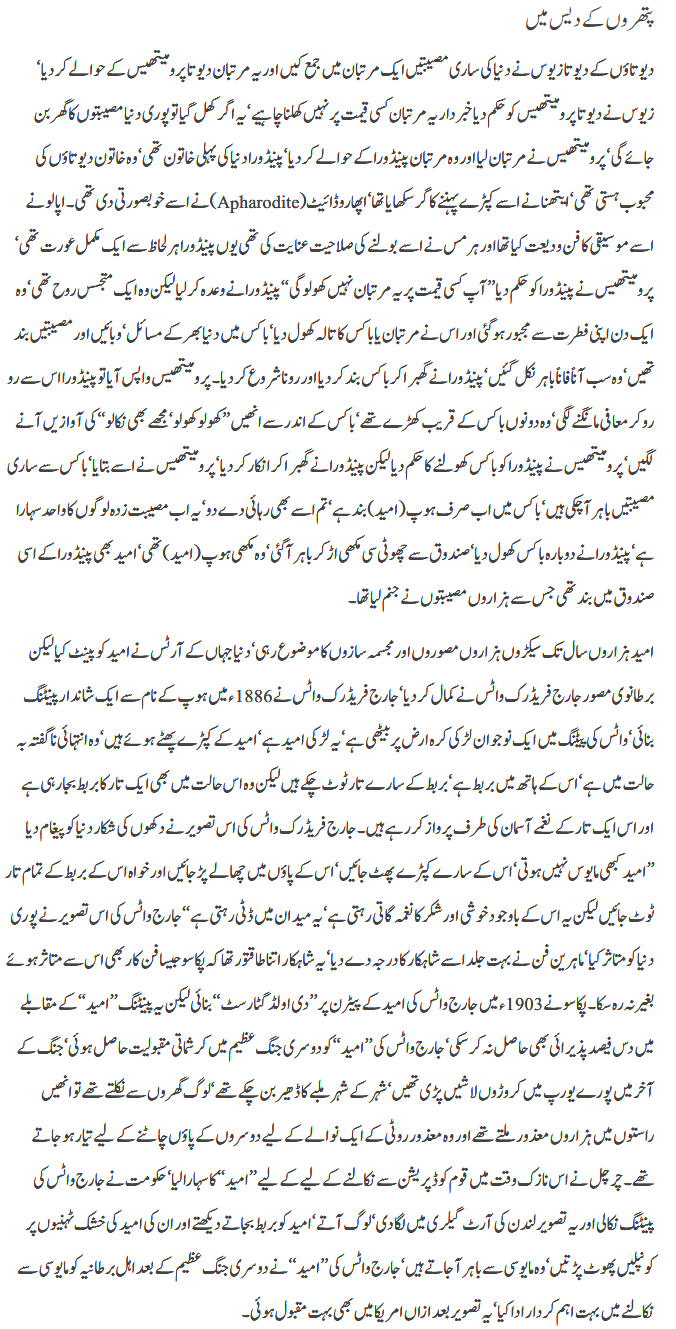 پتھروں کے دیس میں
دیوتاؤں کے دیوتا زیوس نے دنیا کی ساری مصیبتیں ایک مرتبان میں جمع کیں اور یہ مرتبان دیوتا پرومیتھیس کے حوالے کر دیا‘
زیوس نے دیوتا پرومیتھیس کو حکم دیا خبردار یہ مرتبان کسی قیمت پر نہیں کھلنا چاہیے‘ یہ اگر کھل گیا تو پوری دنیا مصیبتوں کا گھر بن
جائے گی‘ پرومیتھیس نے مرتبان لیا اور وہ مرتبان پینڈورا کے حوالے کر دیا‘ پینڈورا دنیا کی پہلی خاتون تھی‘ وہ خاتون دیوتاؤں کی
محبوب ہستی تھی‘ ایتھنا نے اسے کپڑے پہننے کا گر سکھایا تھا‘ اپھاروڈائیٹ (Apharodite) نے اسے خوبصورتی دی تھی۔ اپالو نے
اسے موسیقی کا فن ودیعت کیا تھا اور ہرمس نے اسے بولنے کی صلاحیت عنایت کی تھی یوں پینڈورا ہر لحاظ سے ایک مکمل عورت تھی‘
پرومیتھیس نے پینڈورا کو حکم دیا ”آپ کسی قیمت پر یہ مرتبان نہیں کھولو گی“ پینڈورا نے وعدہ کر لیا لیکن وہ ایک متجسس روح تھی‘ وہ
ایک دن اپنی فطرت سے مجبور ہو گئی اور اس نے مرتبان یا باکس کا تالہ کھول دیا‘ باکس میں دنیا بھر کے مسائل‘ وبائیں اور مصیبتیں بند
تھیں‘ وہ سب آناً فاناً باہر نکل گئیں‘ پینڈورا نے گھبرا کر باکس بند کر دیا اور رونا شروع کر دیا۔ پرومیتھیس واپس آیا تو پینڈورا اس سے رو
رو کر معافی مانگنے لگی‘ وہ دونوں باکس کے قریب کھڑے تھے‘ باکس کے اندر سے انھیں ”کھولو کھولو‘ مجھے بھی نکالو“ کی آوازیں آنے
لگیں‘ پرومیتھیس نے پینڈورا کو باکس کھولنے کا حکم دیا لیکن پینڈورا نے گھبرا کر انکار کر دیا‘ پرومیتھیس نے اسے بتایا‘ باکس سے ساری
مصیبتیں باہر آ چکی ہیں‘ باکس میں اب صرف ہوپ (امید) بند ہے‘ تم اسے بھی رہائی دے دو‘ یہ اب مصیبت زدہ لوگوں کا واحد سہارا
ہے‘ پینڈورا نے دوبارہ باکس کھول دیا‘ صندوق سے چھوٹی سی مکھی اڑ کر باہر آ گئی‘ وہ مکھی ہوپ (امید) تھی‘ امید بھی پینڈورا کے اسی
صندوق میں بند تھی جس سے ہزاروں مصیبتوں نے جنم لیا تھا۔
امید ہزاروں سال تک سیکڑوں ہزاروں مصوروں اور مجسمہ سازوں کا موضوع رہی‘ دنیا جہاں کے آرٹس نے امید کو پینٹ کیا لیکن
برطانوی مصور جارج فریڈرک واٹس نے کمال کر دیا‘ جارج فریڈرک واٹس نے 1886ء میں ہوپ کے نام سے ایک شاندار پینٹنگ
بنائی‘ واٹس کی پیٹنگ میں ایک نوجوان لڑکی کرہ ارض پر بیٹھی ہے‘ یہ لڑکی امید ہے‘ امید کے کپڑے پھٹے ہوئے ہیں‘ وہ انتہائی ناگفتہ بہ
حالت میں ہے‘ اس کے ہاتھ میں بربط ہے‘ بربط کے سارے تار ٹوٹ چکے ہیں لیکن وہ اس حالت میں بھی ایک تار کا بربط بجا رہی ہے
اور اس ایک تار کے نغمے آسمان کی طرف پرواز کر رہے ہیں۔ جارج فریڈرک واٹس کی اس تصویر نے دکھوں کی شکار دنیا کو پیغام دیا
”امید کبھی مایوس نہیں ہوتی‘ اس کے سارے کپڑے پھٹ جائیں‘ اس کے پاؤں میں چھالے پڑ جائیں اور خواہ اس کے بربط کے تمام تار
ٹوٹ جائیں لیکن یہ اس کے باوجود خوشی اور شکر کا نغمہ گاتی رہتی ہے‘ یہ میدان میں ڈٹی رہتی ہے“ جارج واٹس کی اس تصویر نے پوری
دنیا کو متاثر کیا‘ ماہرین فن نے بہت جلد اسے شاہکار کا درجہ دے دیا‘ یہ شاہکار اتنا طاقتور تھا کہ پکاسو جیسا فن کار بھی اس سے متاثر ہوئے
بغیر نہ رہ سکا۔ پکاسو نے 1903ء میں جارج واٹس کی امید کے پیٹرن پر ”دی اولڈ گٹارسٹ“ بنائی لیکن یہ پینٹنگ ”امید“ کے مقابلے
میں دس فیصد پذیرائی بھی حاصل نہ کر سکی‘ جارج واٹس کی ”امید“ کو دوسری جنگ عظیم میں کرشماتی مقبولیت حاصل ہوئی‘ جنگ کے
آخر میں پورے یورپ میں کروڑوں لاشیں پڑی تھیں‘ شہر کے شہر ملبے کا ڈھیر بن چکے تھے‘ لوگ گھروں سے نکلتے تھے تو انھیں
راستوں میں ہزاروں معذور ملتے تھے اور وہ معذور روٹی کے ایک نوالے کے لیے دوسروں کے پاؤں چاٹنے کے لیے تیار ہو جاتے
تھے۔ چرچل نے اس نازک وقت میں قوم کو ڈپریشن سے نکالنے کے لیے کے لیے ”امید“ کا سہارا لیا‘ حکومت نے جارج واٹس کی
پینٹنگ نکالی اور یہ تصویر لندن کی آرٹ گیلری میں لگا دی‘ لوگ آتے‘ امید کو بربط بجاتے دیکھتے اور ان کی امید کی خشک ٹہنیوں پر
کونپلیں پھوٹ پڑتیں‘ وہ مایوسی سے باہر آ جاتے ہیں‘ جارج واٹس کی ”امید“ نے دوسری جنگ عظیم کے بعد اہل برطانیہ کو مایوسی سے
نکالنے میں بہت اہم کردار ادا کیا‘ یہ تصویر بعد ازاں امریکا میں بھی بہت مقبول ہوئی۔